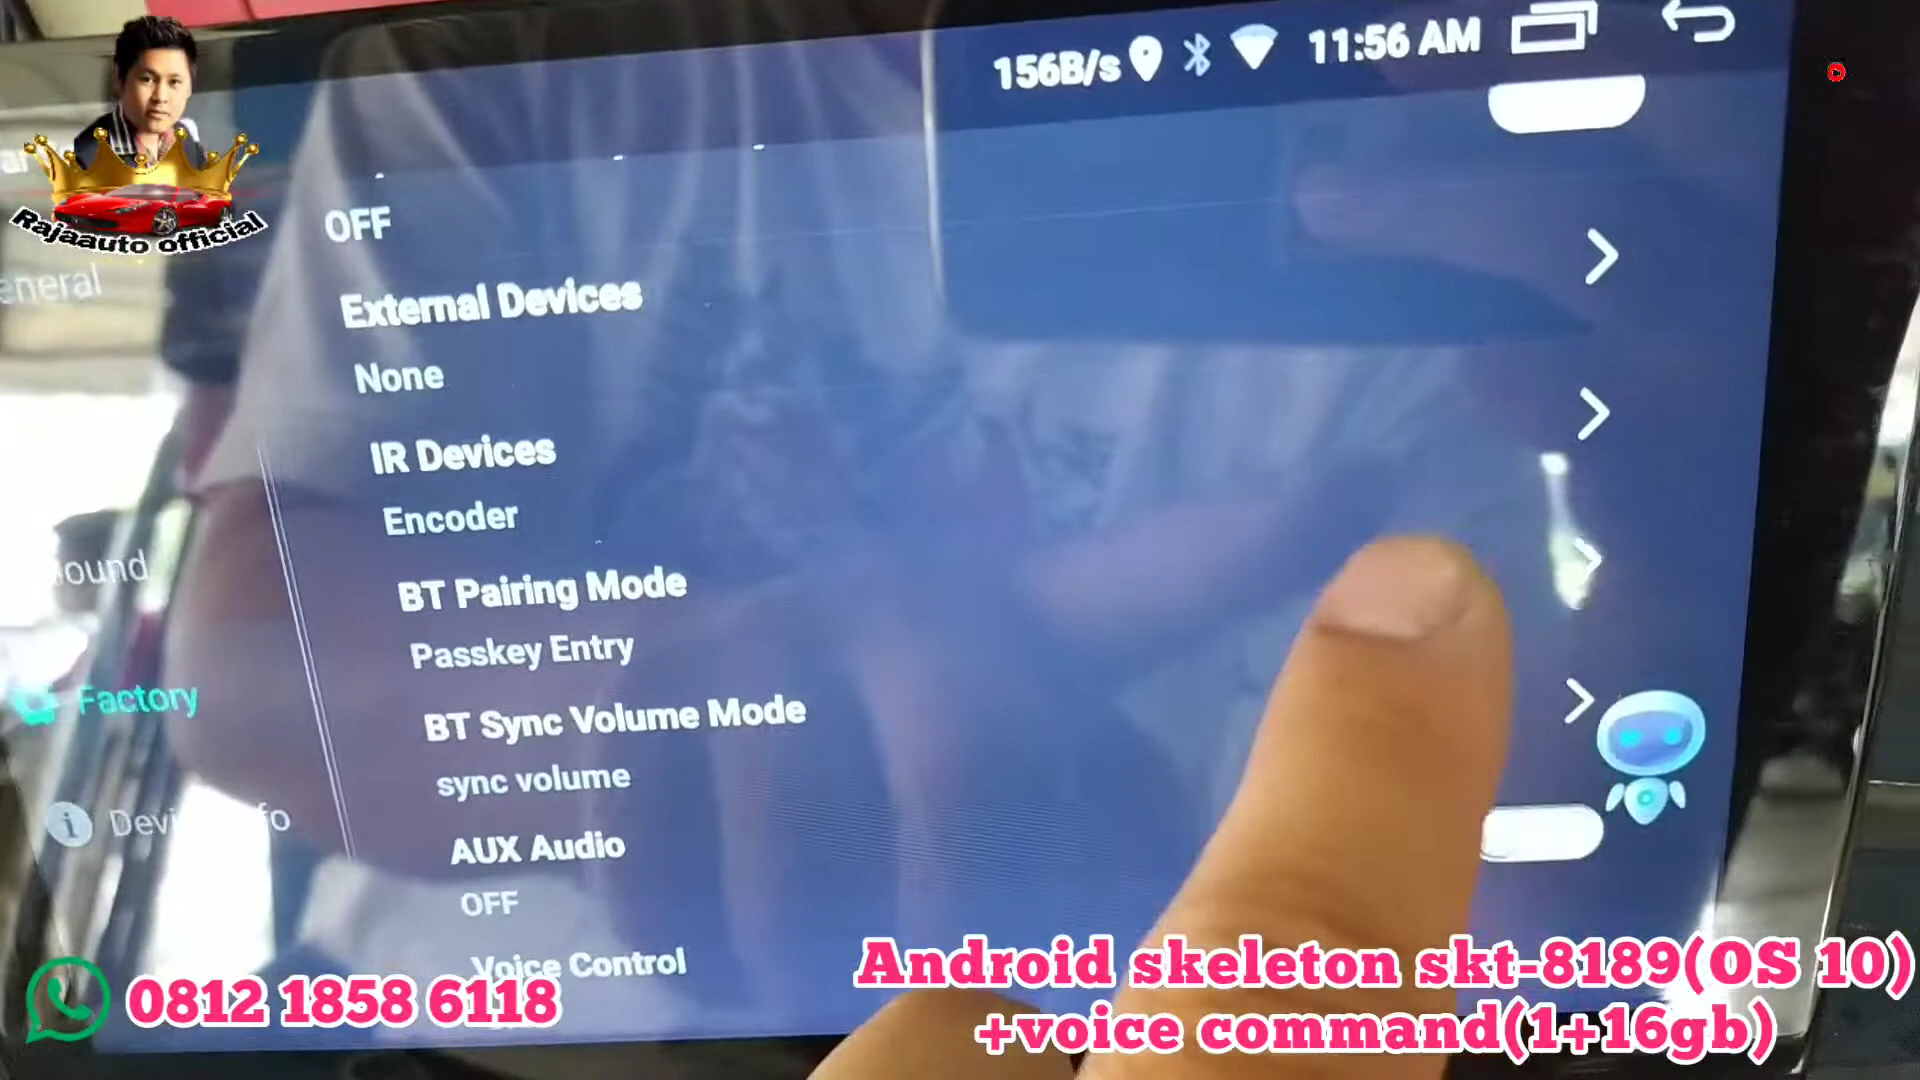 156B/s 11:56 AM
Rajaauto official
OFF
eneral
External Devices
None
IR Devices
Encoder
ound
BT Pairing Mode
Passkey Entry
Factory
BT Sync Volume Mode
sync volume
AUX Audio
OFF
Voice Control
0812 1858 6118
Android skeleton skt-8189(OS 10)
+voice command(1+16gb)